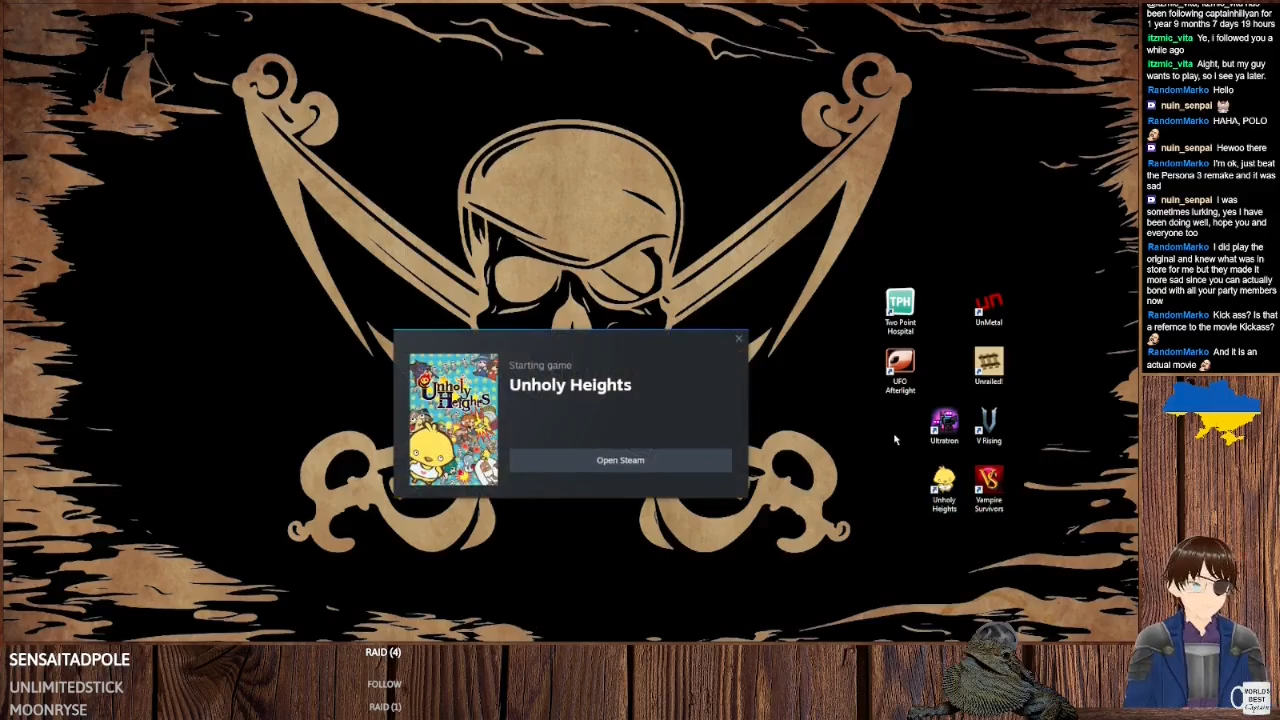 been following captainhillyan for
1 year 9 months 7 days 19 hours
itzmic_vita Ye, i followed you a
while ago
itzmic_vita Alght, but my guy
wants to play, so I see ya later.
RandomMarko Hello
nuin_senpai
RandomMarko HAHA, POLO
nuin_senpai Hewoo there
RandomMarko I'm ok, just beat
the Persona 3 remake and it was
sad
nuin_senpai I was
sometimes lurking, yes I have
been doing well, hope you and
everyone too
RandomMarko I did play the
original and knew what was in
store for me but they made it
more sad since you can actually
bond with all your party members
now
RandomMarko Kick ass? Is that
a refernce to the movie Kickass?
RandomMarko And it is an
actual movie
TPH
Two Point
Hospital
un
UnMetal
UFO
Afterlight
Unrailed!
Ultratron
V Rising
Unholy
Heights
VS
Vampire
Survivors
Starting game
Unholy Heights
Unholy
Heights
Open Steam
SENSAITADPOLE
RAID (4)
UNLIMITEDSTICK
FOLLOW
MOONRYSE
RAID (1)
WORLD'S
BEST
Captain